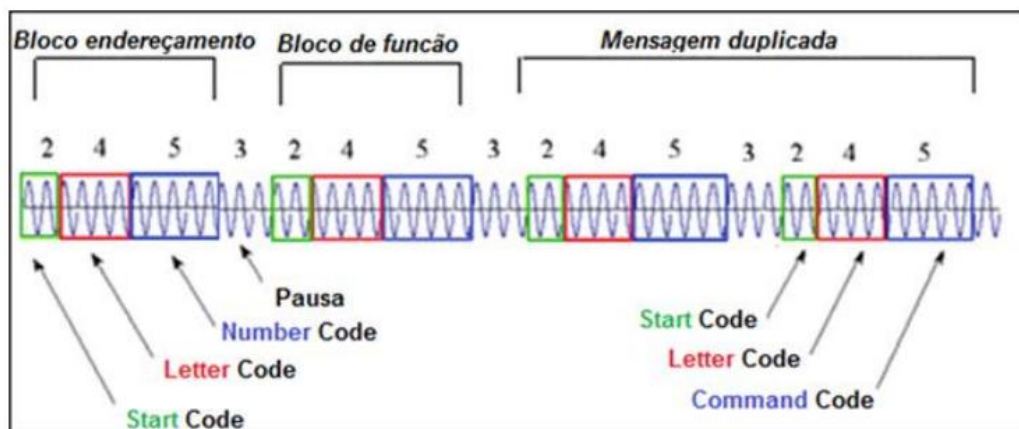 Bloco endereçamento Bloco de funcão Mensagem duplicada
2 4 5 3 2 4 5 3 2 4 5 3 2 4 5
Pausa
Number Code
Letter Code
Start Code
Start Code
Letter Code
Command Code